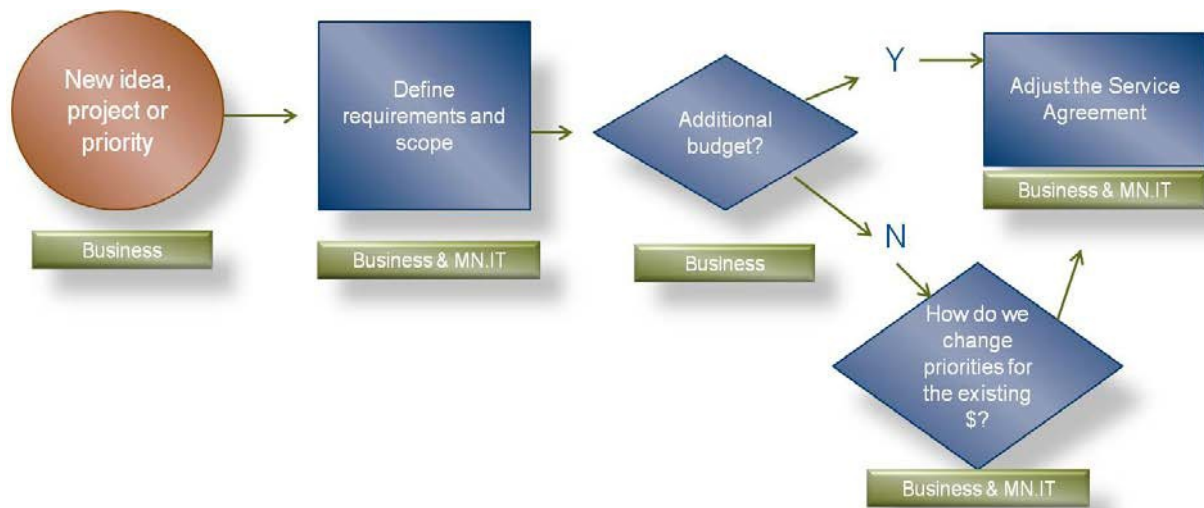 New idea,
project or
priority
Business
Define
requirements and
scope
Business & MN.IT
Additional
budget?
Business
Y
Adjust the Service
Agreement
Business & MN.IT
N
How do we
change
priorities for
the existing
$?
Business & MN.IT